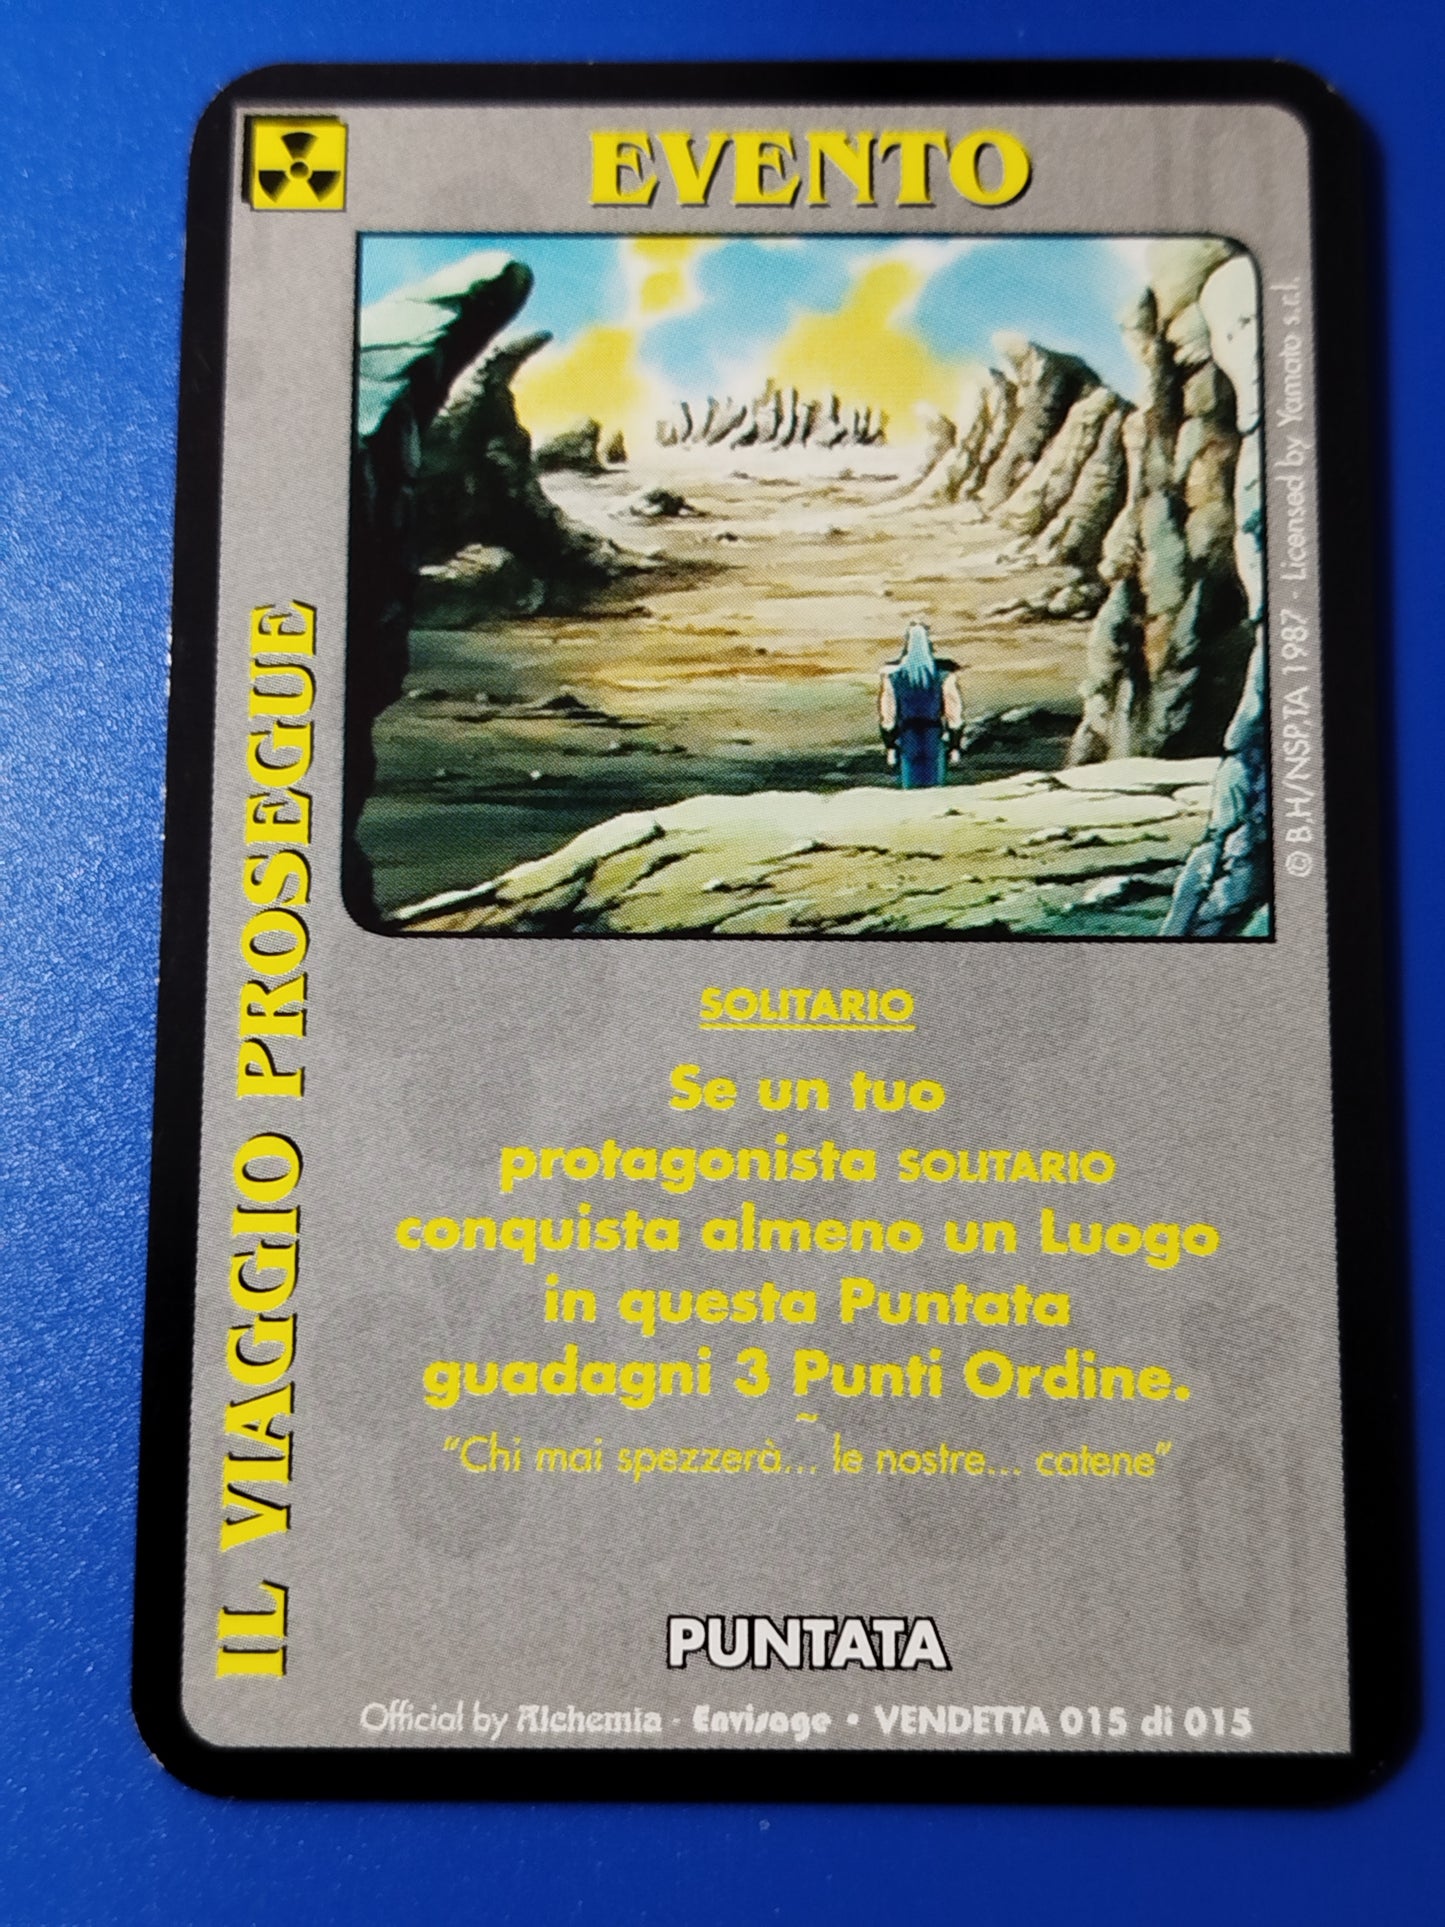 EVENTO
IL VIAGGIO PROSEGUE
© B.H/NSP,TA 1987 - Licensed by Yamato s.r.l.
SOLITARIO
Se un tuo
protagonista SOLITARIO
conquista almeno un Luogo
in questa Puntata
guadagni 3 Punti Ordine.
~
"Chi mai spezzerà... le nostre... catene"
PUNTATA
Official by Alchemia - Envisage • VENDETTA 015 di 015